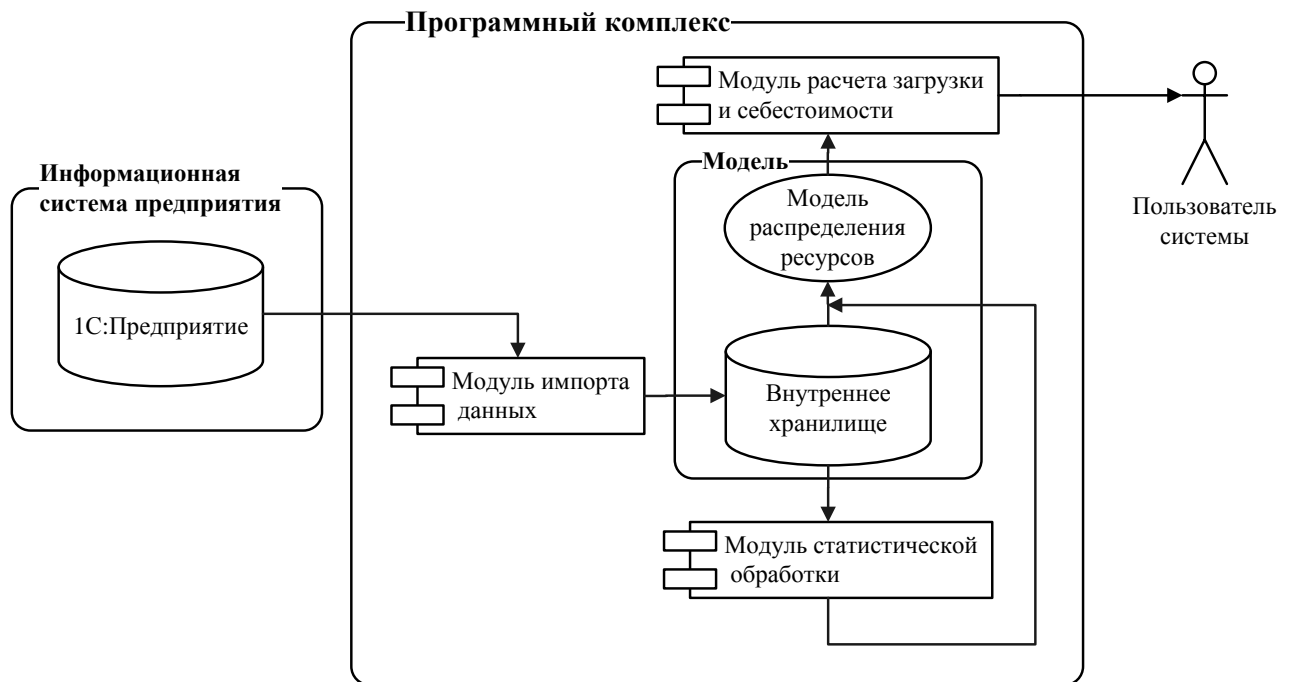 Программный комплекс
Модуль расчета загрузки
и себестоимости
Информационная
система предприятия
Модель
Модель
распределения
ресурсов
Пользователь
системы
1С:Предприятие
Модуль импорта
данных
Внутреннее
хранилище
Модуль статистической
обработки